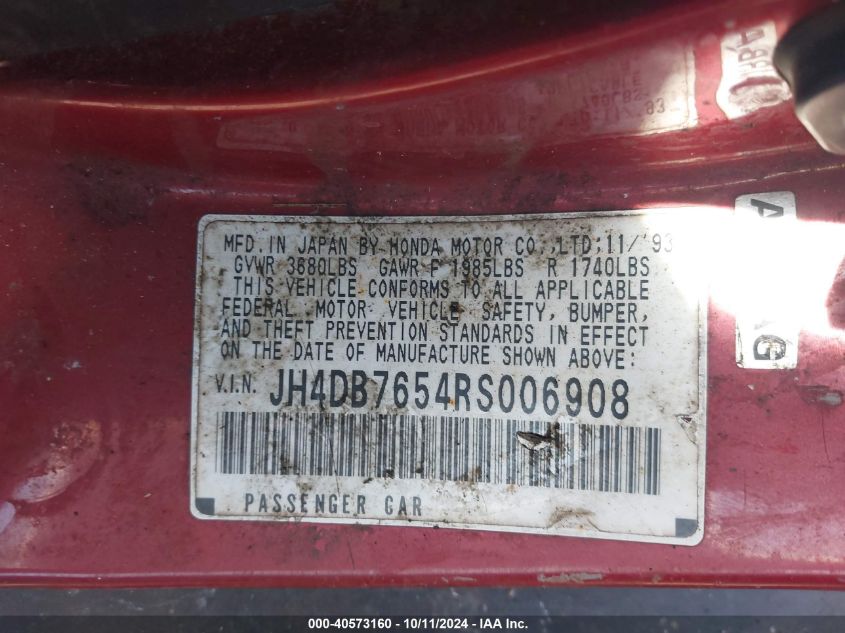 MFD. IN JAPAN BY HONDA MOTOR CO. LTD; 11/'93
GVWR 3680LBS GAWR F 1985LBS R 1740LBS
THIS VEHICLE CONFORMS TO ALL APPLICABLE
FEDERAL MOTOR VEHICLE SAFETY, BUMPER,
AND THEFT PREVENTION STANDARDS IN EFFECT
ON THE DATE OF MANUFACTURE SHOWN ABOVE:
V.I.N. JH4DB7654RS006908
PASSENGER CAR
000-40573160 - 10/11/2024 - IAA Inc.